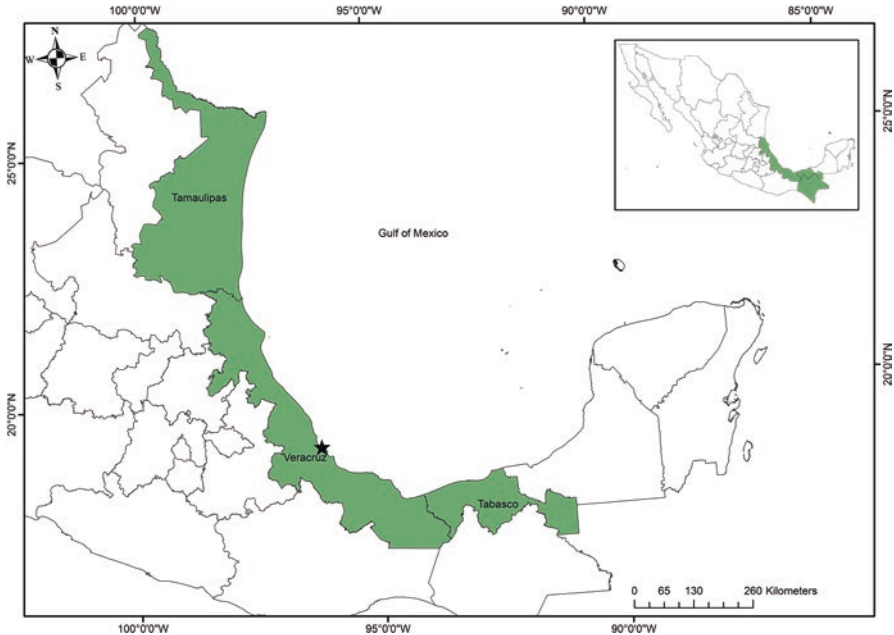 100°0'0"W 95°0'0"W 90°0'0"W 85°0'0"W
N
W E
S
25°0'0"N
25°0'0"N
Tamaulipas
Gulf of Mexico
20°0'0"N
20°0'0"N
Veracruz
Tabasco
0 65 130 260 Kilometers
100°0'0"W 95°0'0"W 90°0'0"W